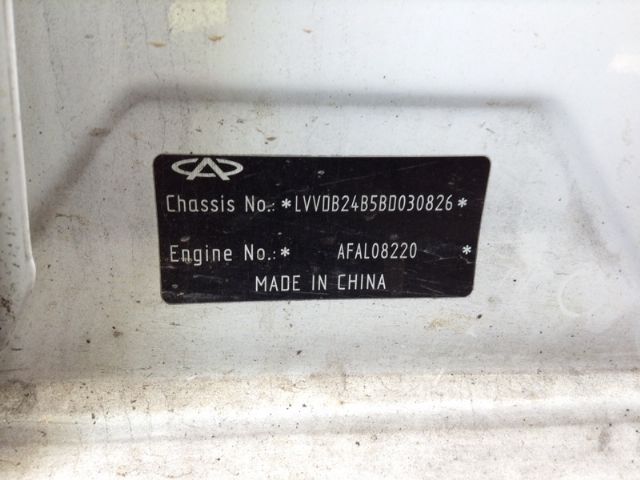 Chassis No.: *LVVDB24B5BD030826*
Engine No.:* AFAL08220 *
MADE IN CHINA